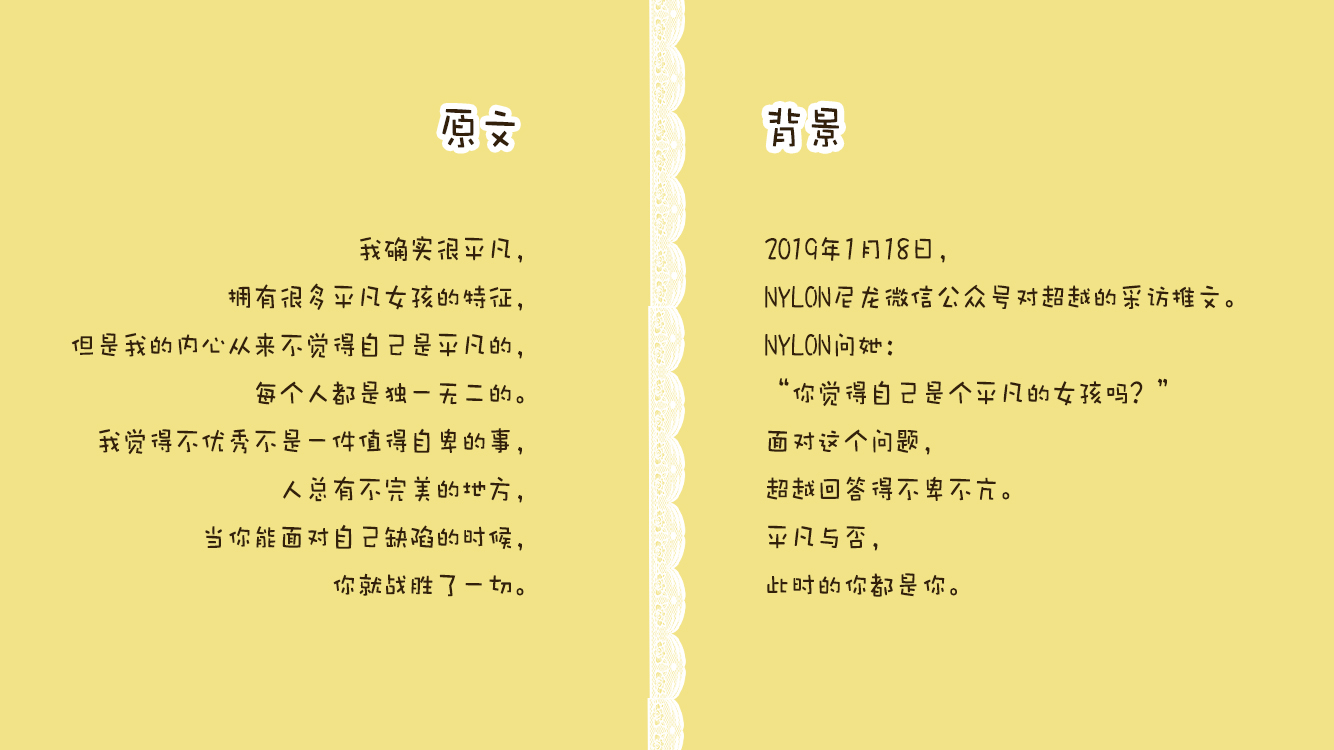 原文
我确实很平凡，
拥有很多平凡女孩的特征，
但是我的内心从来不觉得自己是平凡的，
每个人都是独一无二的。
我觉得不优秀不是一件值得自卑的事，
人总有不完美的地方，
当你能面对自己缺陷的时候，
你就战胜了一切。
背景
2019年1月18日，
NYLON尼龙微信公众号对超越的采访推文。
NYLON问她：
“你觉得自己是个平凡的女孩吗？”
面对这个问题，
超越回答得不卑不亢。
平凡与否，
此时的你都是你。